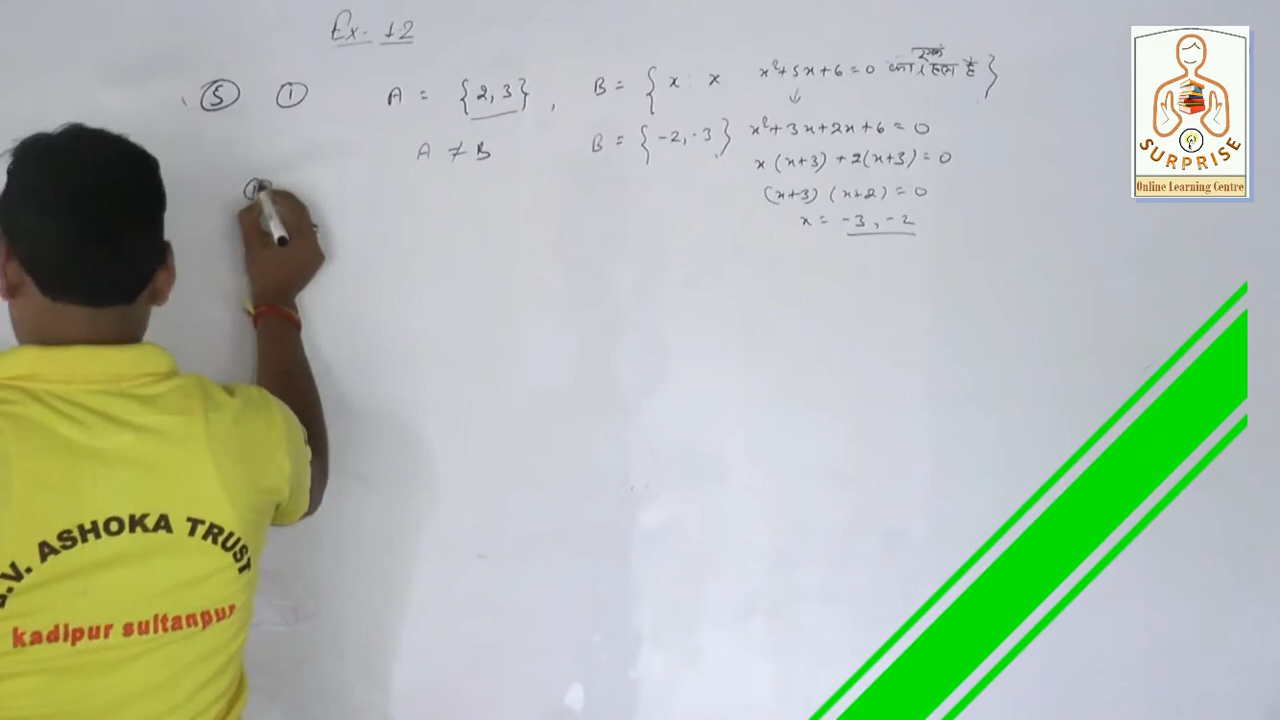 Ex. 1.2
⑤ ① A = {2, 3}, B = { x : x x²+5x+6=0 का एक हल है }
A ≠ B B = {-2, -3} x²+3x+2x+6=0
x(x+3)+2(x+3)=0
(x+3)(x+2)=0
x = -3, -2
SURPRISE
Online Learning Centre
.V. ASHOKA TRUST
kadipur sultanpur